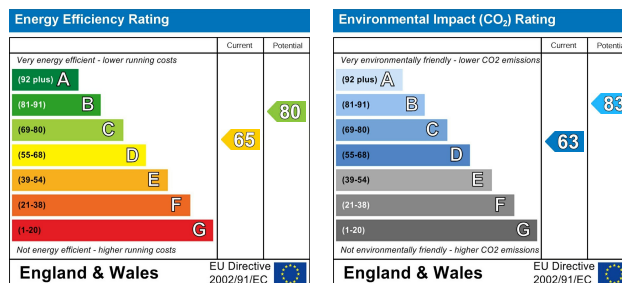 Energy Efficiency Rating
Current Potential
Very energy efficient - lower running costs
(92 plus) A
(81-91) B
80
(69-80) C
65
(55-68) D
(39-54) E
(21-38) F
(1-20) G
Not energy efficient - higher running costs
England & Wales
EU Directive
2002/91/EC
Environmental Impact (CO₂) Rating
Current Potentia
Very environmentally friendly - lower CO2 emissions
(92 plus) A
(81-91) B
83
(69-80) C
63
(55-68) D
(39-54) E
(21-38) F
(1-20) G
Not environmentally friendly - higher CO2 emissions
England & Wales
EU Directive
2002/91/EC